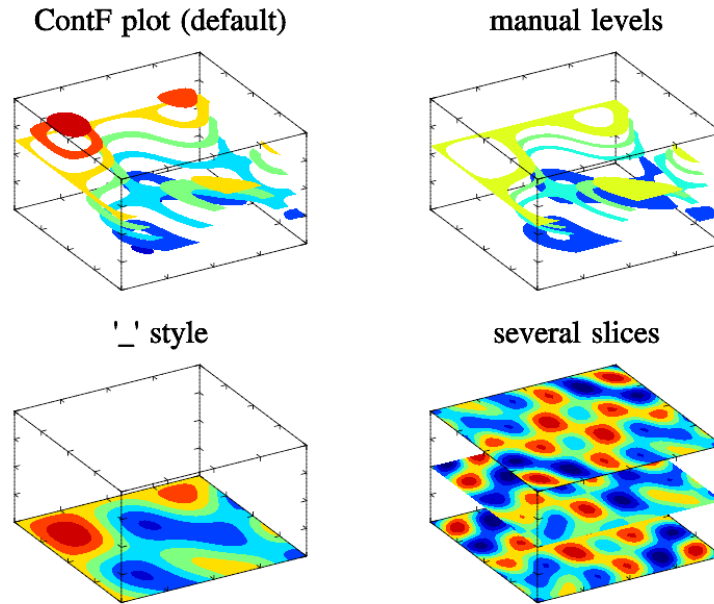 ContF plot (default)
manual levels
'_' style
several slices